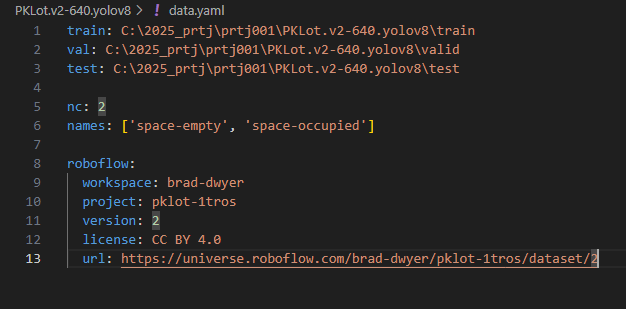 PKLot.v2-640.yolov8 > data.yaml
1 train: C:\2025_prtj\prtj001\PKLot.v2-640.yolov8\train
2 val: C:\2025_prtj\prtj001\PKLot.v2-640.yolov8\valid
3 test: C:\2025_prtj\prtj001\PKLot.v2-640.yolov8\test
4
5 nc: 2
6 names: ['space-empty', 'space-occupied']
7
8 roboflow:
9 workspace: brad-dwyer
10 project: pklot-1tros
11 version: 2
12 license: CC BY 4.0
13 url: https://universe.roboflow.com/brad-dwyer/pklot-1tros/dataset/2